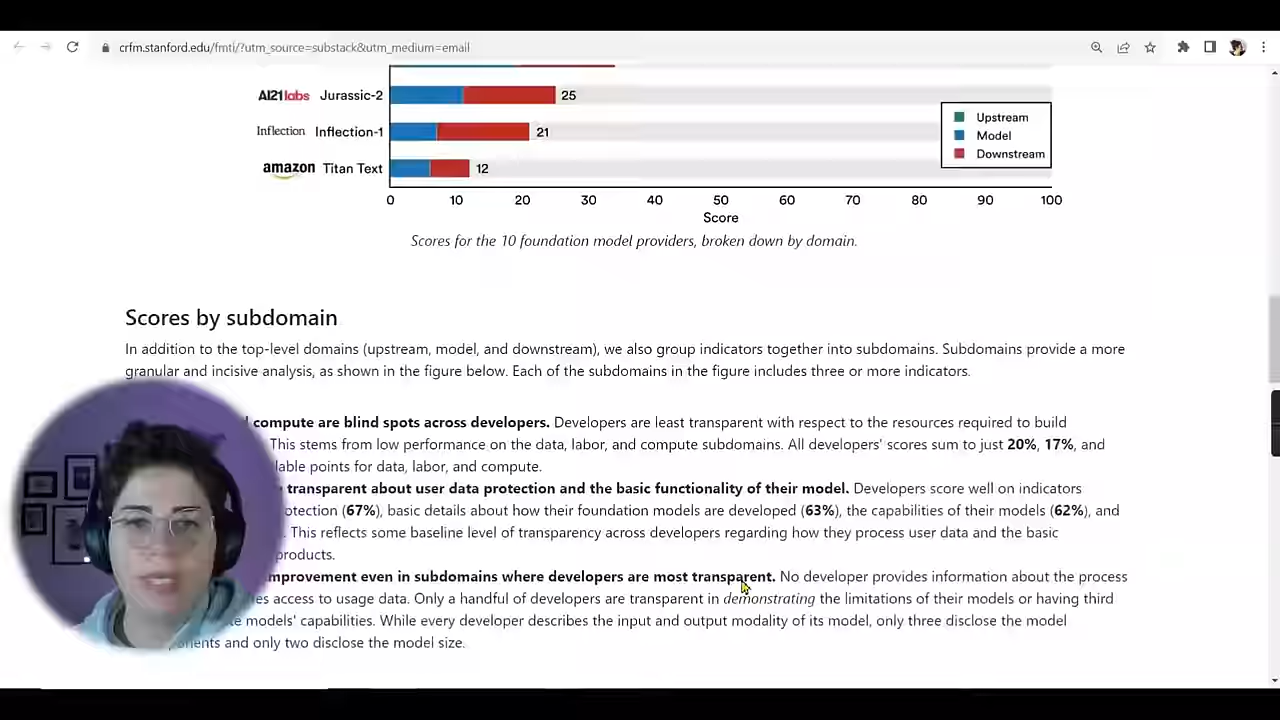 crfm.stanford.edu/fmti/?utm_source=substack&utm_medium=email
AI21labs Jurassic-2 25
Inflection Inflection-1 21
amazon Titan Text 12
Upstream
Model
Downstream
0 10 20 30 40 50 60 70 80 90 100
Score
Scores for the 10 foundation model providers, broken down by domain.
Scores by subdomain
In addition to the top-level domains (upstream, model, and downstream), we also group indicators together into subdomains. Subdomains provide a more
granular and incisive analysis, as shown in the figure below. Each of the subdomains in the figure includes three or more indicators.
compute are blind spots across developers. Developers are least transparent with respect to the resources required to build
This stems from low performance on the data, labor, and compute subdomains. All developers' scores sum to just 20%, 17%, and
points for data, labor, and compute.
transparent about user data protection and the basic functionality of their model. Developers score well on indicators
(67%), basic details about how their foundation models are developed (63%), the capabilities of their models (62%), and
This reflects some baseline level of transparency across developers regarding how they process user data and the basic
products.
improvement even in subdomains where developers are most transparent. No developer provides information about the process
access to usage data. Only a handful of developers are transparent in demonstrating the limitations of their models or having third
models' capabilities. While every developer describes the input and output modality of its model, only three disclose the model
and only two disclose the model size.